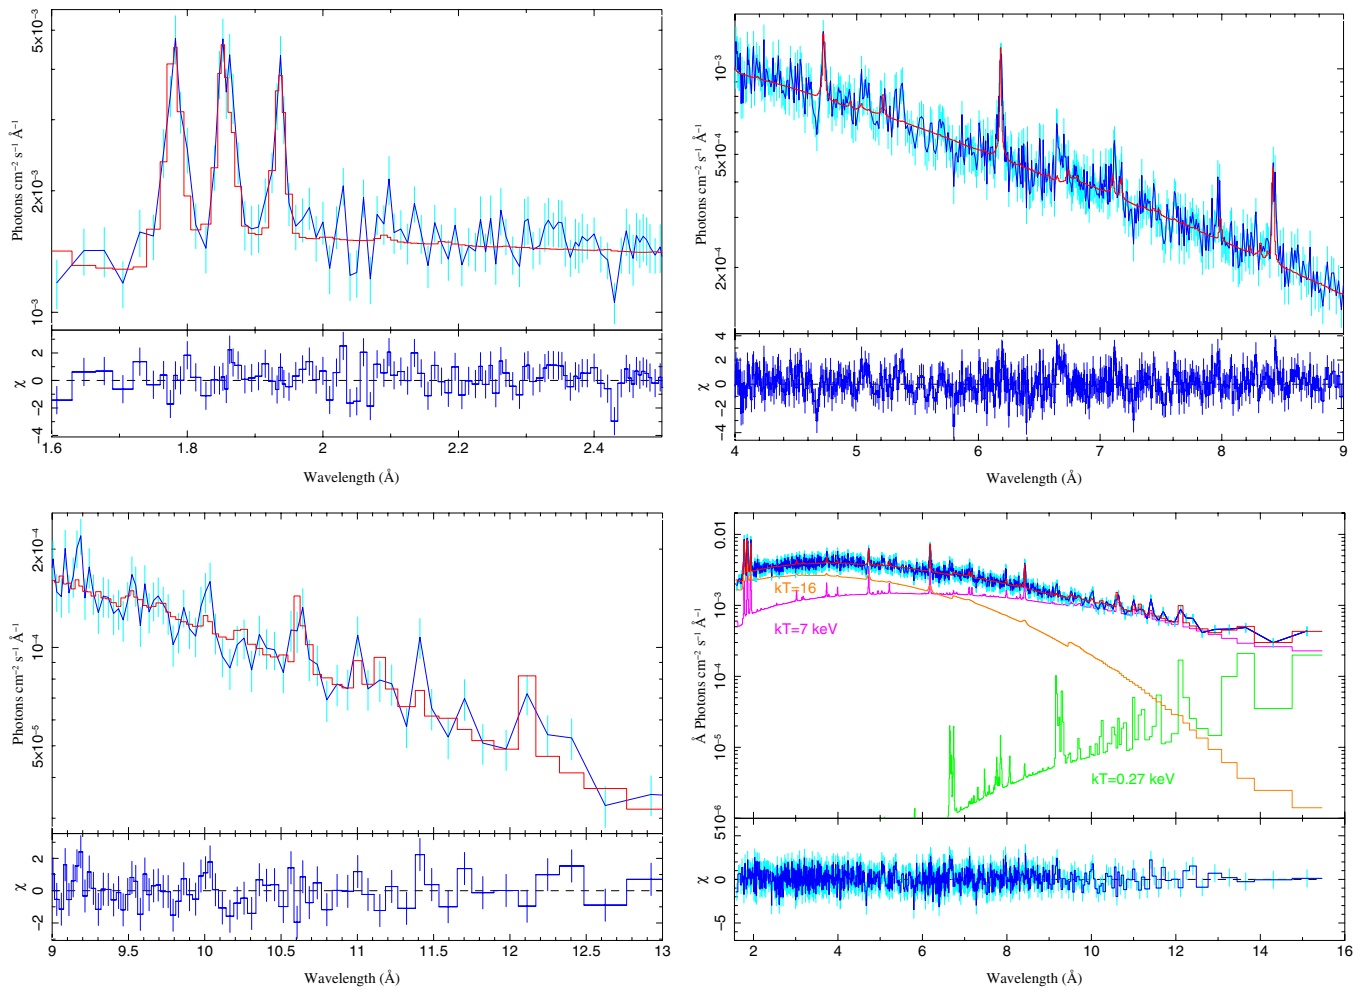 Photons cm⁻² s⁻¹ Å⁻¹
5×10⁻³
2×10⁻³
10⁻³
χ
2
0
−2
−4
1.6 1.8 2 2.2 2.4
Wavelength (Å)
Photons cm⁻² s⁻¹ Å⁻¹
10⁻³
5×10⁻⁴
2×10⁻⁴
χ
4
2
0
−2
−4
4 5 6 7 8 9
Wavelength (Å)
Photons cm⁻² s⁻¹ Å⁻¹
2×10⁻⁴
10⁻⁴
5×10⁻⁵
χ
2
0
−2
9 9.5 10 10.5 11 11.5 12 12.5 13
Wavelength (Å)
Å Photons cm⁻² s⁻¹ Å⁻¹
0.01
10⁻³
10⁻⁴
10⁻⁵
10⁻⁶
kT=16
kT=7 keV
kT=0.27 keV
χ
0
−5
2 4 6 8 10 12 14 16
Wavelength (Å)